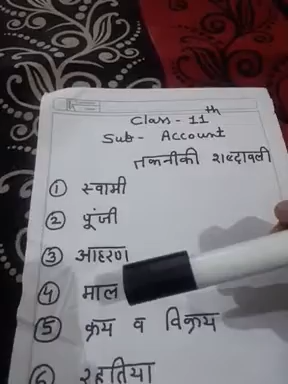 Class - 11th
Sub - Account
तकनीकी शब्दावली
① स्वामी
② पूंजी
③ आहरण
④ माल
⑤ क्रय व विक्रय
⑥ रहतिया